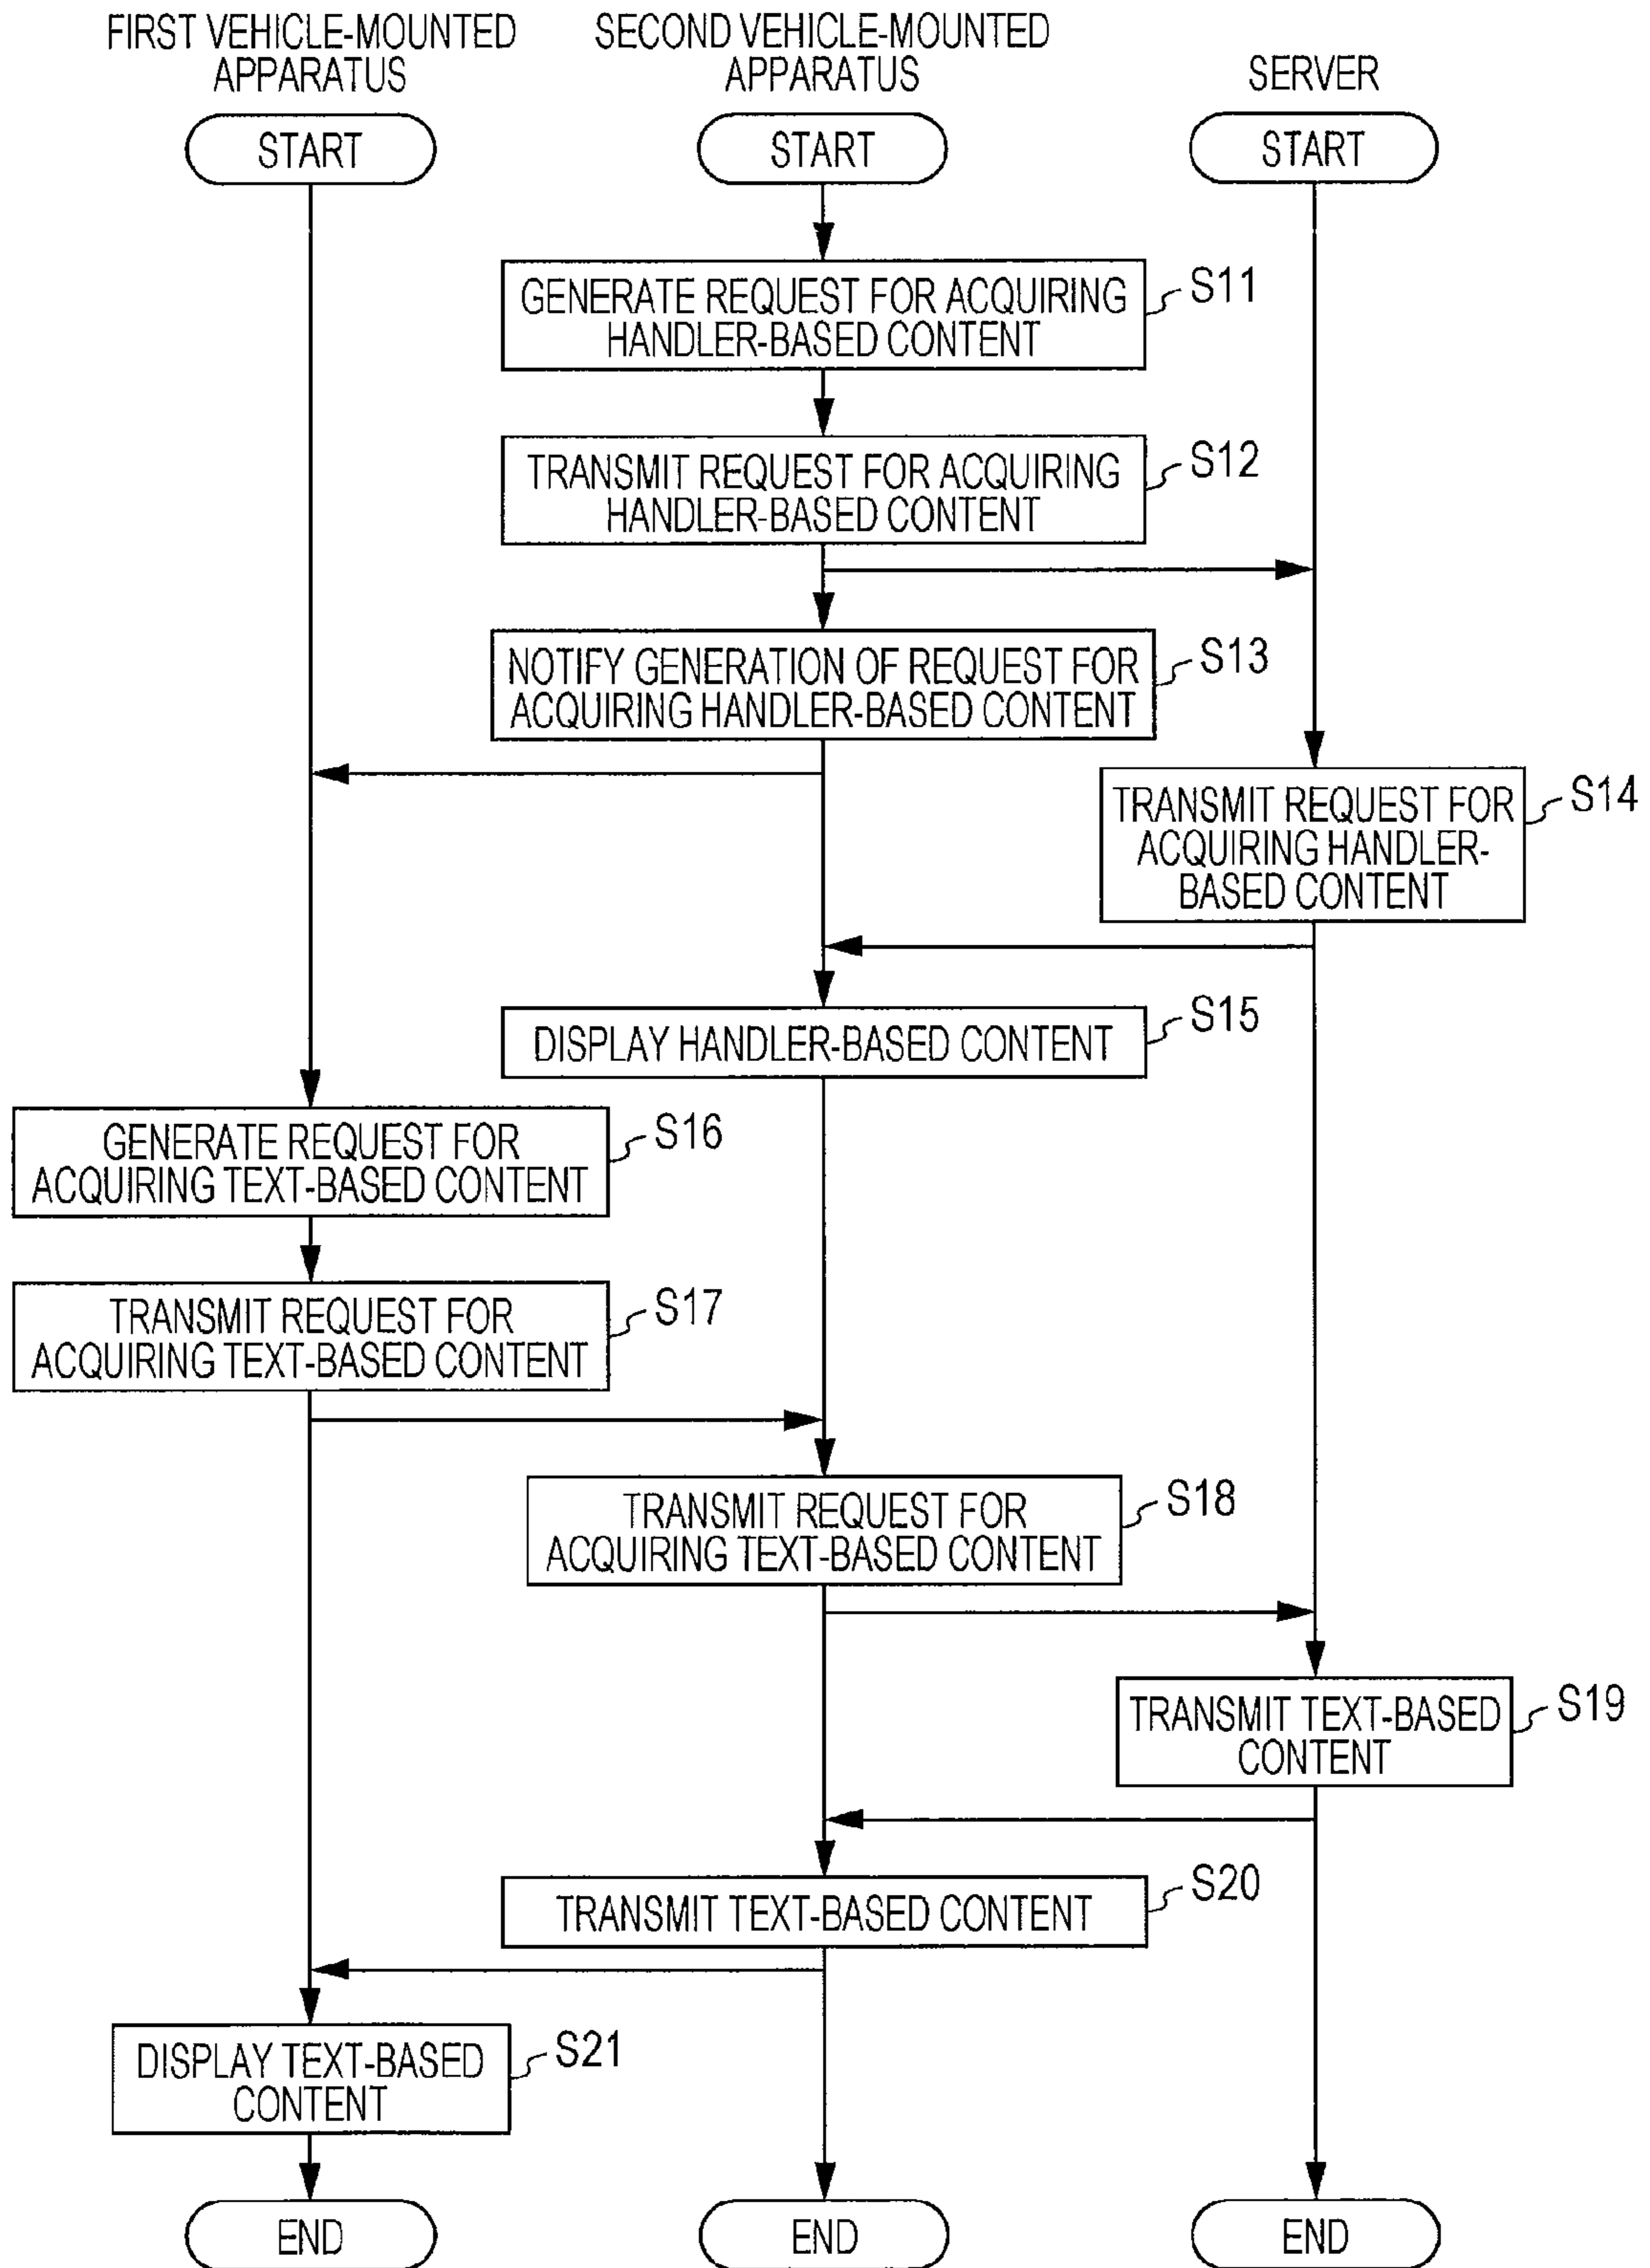 FIRST VEHICLE-MOUNTED
APPARATUS
SECOND VEHICLE-MOUNTED
APPARATUS
SERVER
START
START
START
GENERATE REQUEST FOR ACQUIRING
HANDLER-BASED CONTENT
S11
TRANSMIT REQUEST FOR ACQUIRING
HANDLER-BASED CONTENT
S12
NOTIFY GENERATION OF REQUEST FOR
ACQUIRING HANDLER-BASED CONTENT
S13
TRANSMIT REQUEST FOR
ACQUIRING HANDLER-
BASED CONTENT
S14
DISPLAY HANDLER-BASED CONTENT
S15
GENERATE REQUEST FOR
ACQUIRING TEXT-BASED CONTENT
S16
TRANSMIT REQUEST FOR
ACQUIRING TEXT-BASED CONTENT
S17
TRANSMIT REQUEST FOR
ACQUIRING TEXT-BASED CONTENT
S18
TRANSMIT TEXT-BASED
CONTENT
S19
TRANSMIT TEXT-BASED CONTENT
S20
DISPLAY TEXT-BASED
CONTENT
S21
END
END
END